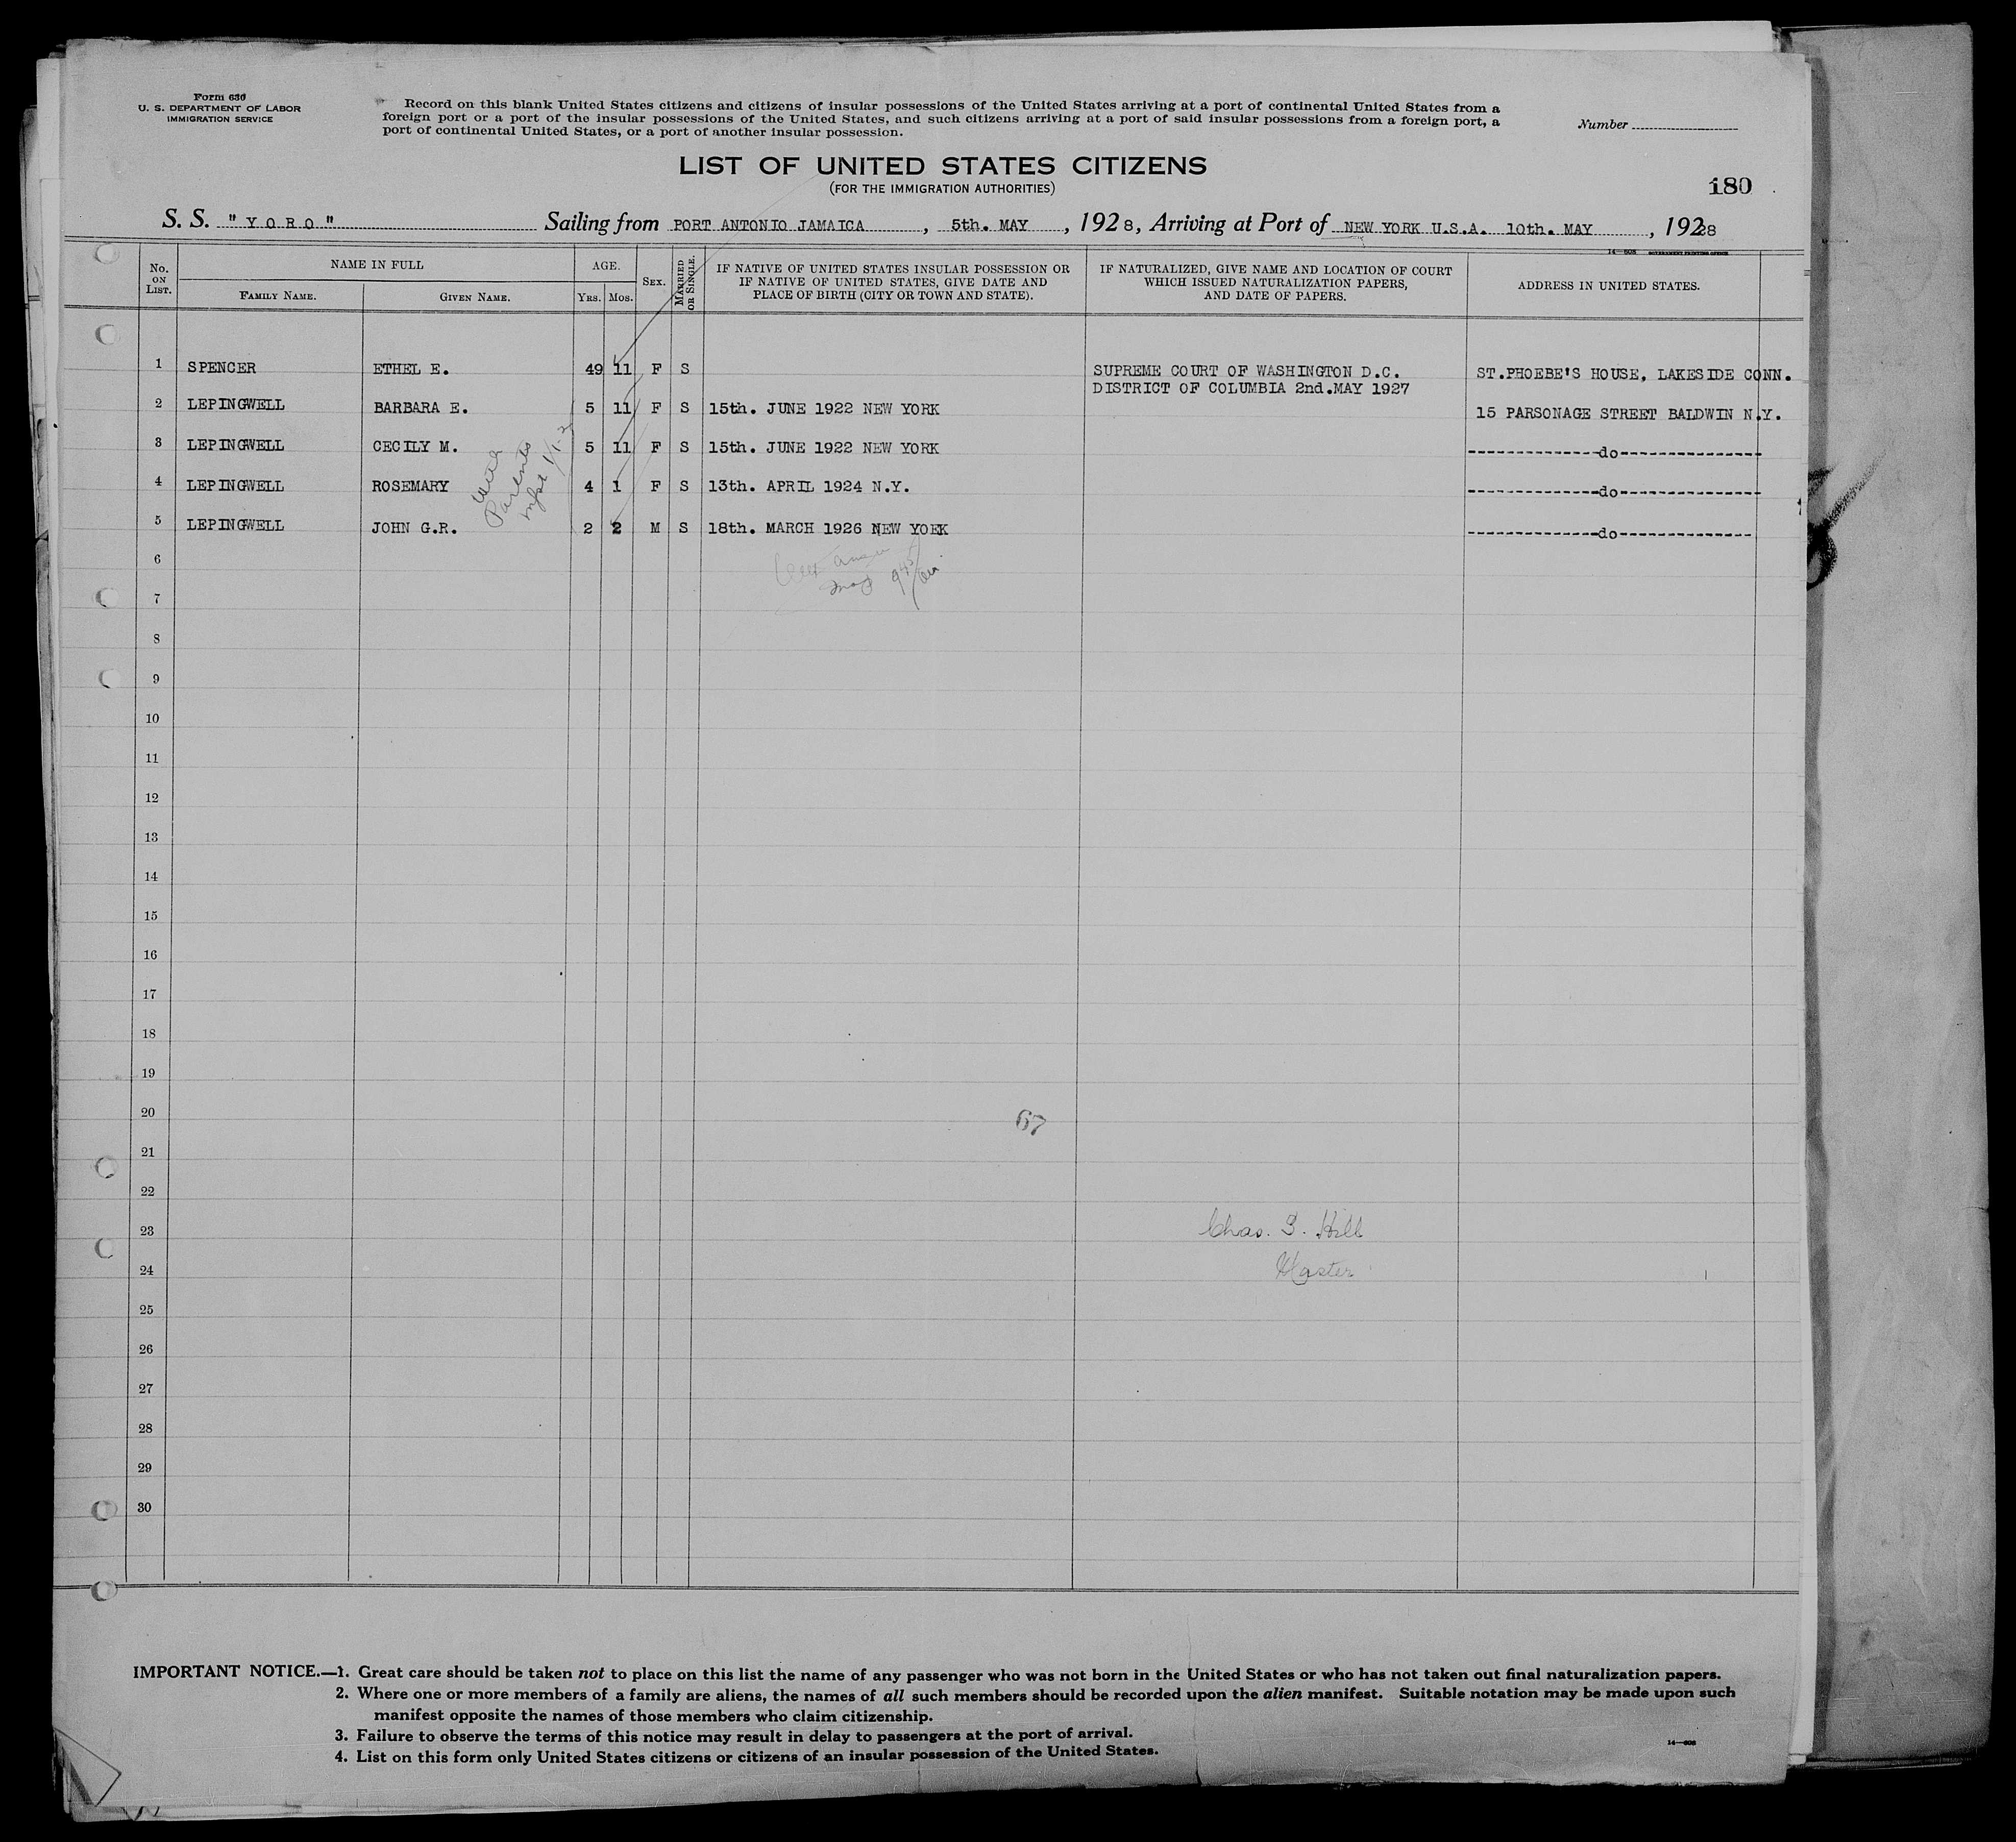 Form 630
U. S. DEPARTMENT OF LABOR
IMMIGRATION SERVICE
Record on this blank United States citizens and citizens of insular possessions of the United States arriving at a port of continental United States from a
foreign port or a port of the insular possessions of the United States, and such citizens arriving at a port of said insular possessions from a foreign port, a
port of continental United States, or a port of another insular possession.
Number
LIST OF UNITED STATES CITIZENS
(FOR THE IMMIGRATION AUTHORITIES)
180
S. S. "YORO" Sailing from PORT ANTONIO JAMAICA, 5th. MAY, 1928, Arriving at Port of NEW YORK U.S.A. 10th. MAY, 19228
14—608 GOVERNMENT PRINTING OFFICE
No. ON LIST. NAME IN FULL AGE. SEX. MARRIED OR SINGLE. IF NATIVE OF UNITED STATES INSULAR POSSESSION OR IF NATIVE OF UNITED STATES, GIVE DATE AND PLACE OF BIRTH (CITY OR TOWN AND STATE). IF NATURALIZED, GIVE NAME AND LOCATION OF COURT WHICH ISSUED NATURALIZATION PAPERS, AND DATE OF PAPERS. ADDRESS IN UNITED STATES.
FAMILY NAME. GIVEN NAME. YRS. MOS.
1 SPENCER ETHEL E. 49 11 F S SUPREME COURT OF WASHINGTON D.C. ST.PHOEBE'S HOUSE, LAKESIDE CONN.
DISTRICT OF COLUMBIA 2nd.MAY 1927
2 LEPINGWELL BARBARA E. 5 11 F S 15th. JUNE 1922 NEW YORK 15 PARSONAGE STREET BALDWIN N.Y.
3 LEPINGWELL CECILY M. 5 11 F S 15th. JUNE 1922 NEW YORK ---do---
4 LEPINGWELL ROSEMARY 4 1 F S 13th. APRIL 1924 N.Y. ---do---
5 LEPINGWELL JOHN G.R. 2 2 M S 18th. MARCH 1926 NEW YOEK ---do---
with
Parents
6
7
8
9
10
11
12
13
14
15
16
17
18
19
20
67
21
22
23
Chas. G. Hill
24
Master
25
26
27
28
29
30
IMPORTANT NOTICE.—1. Great care should be taken not to place on this list the name of any passenger who was not born in the United States or who has not taken out final naturalization papers.
2. Where one or more members of a family are aliens, the names of all such members should be recorded upon the alien manifest. Suitable notation may be made upon such
manifest opposite the names of those members who claim citizenship.
3. Failure to observe the terms of this notice may result in delay to passengers at the port of arrival.
4. List on this form only United States citizens or citizens of an insular possession of the United States.
14—608